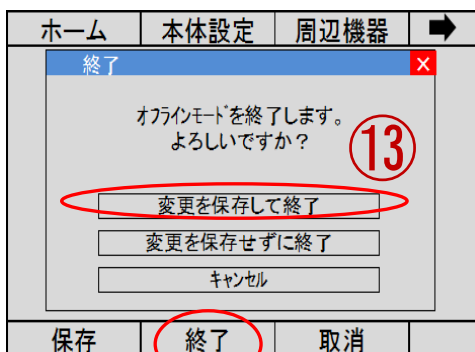 ホーム 本体設定 周辺機器 ➡
終了 X
オフラインモードを終了します。
よろしいですか？
⑬
変更を保存して終了
変更を保存せずに終了
キャンセル
保存 終了 取消